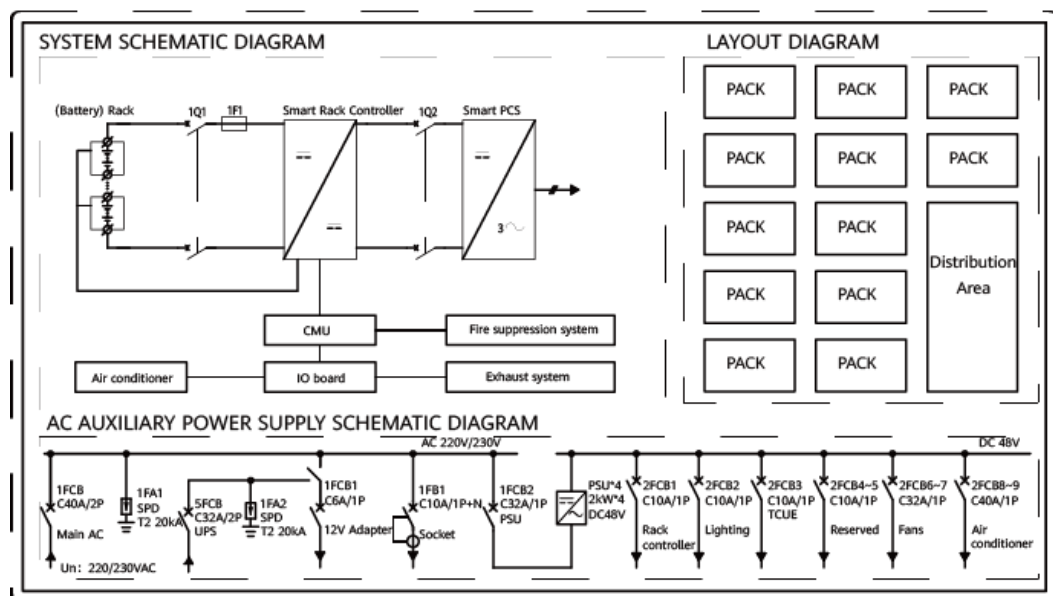 SYSTEM SCHEMATIC DIAGRAM
(Battery) Rack
1Q1
1F1
Smart Rack Controller
1Q2
Smart PCS
3
CMU
Fire suppression system
Air conditioner
IO board
Exhaust system
LAYOUT DIAGRAM
PACK PACK PACK
PACK PACK PACK
PACK PACK
PACK PACK
PACK PACK
Distribution
Area
AC AUXILIARY POWER SUPPLY SCHEMATIC DIAGRAM
AC 220V/230V
DC 48V
1FCB
C40A/2P
Main AC
Un: 220/230VAC
1FA1
SPD
T2 20kA
5FCB
C32A/2P
UPS
1FA2
SPD
T2 20kA
1FCB1
C6A/1P
12V Adapter
1FB1
C10A/1P+N
Socket
1FCB2
C32A/1P
PSU
PSU*4
2kW*4
DC48V
2FCB1
C10A/1P
Rack
controller
2FCB2
C10A/1P
Lighting
2FCB3
C10A/1P
TCUE
2FCB4~5
C10A/1P
Reserved
2FCB6~7
C32A/1P
Fans
2FCB8~9
C40A/1P
Air
conditioner